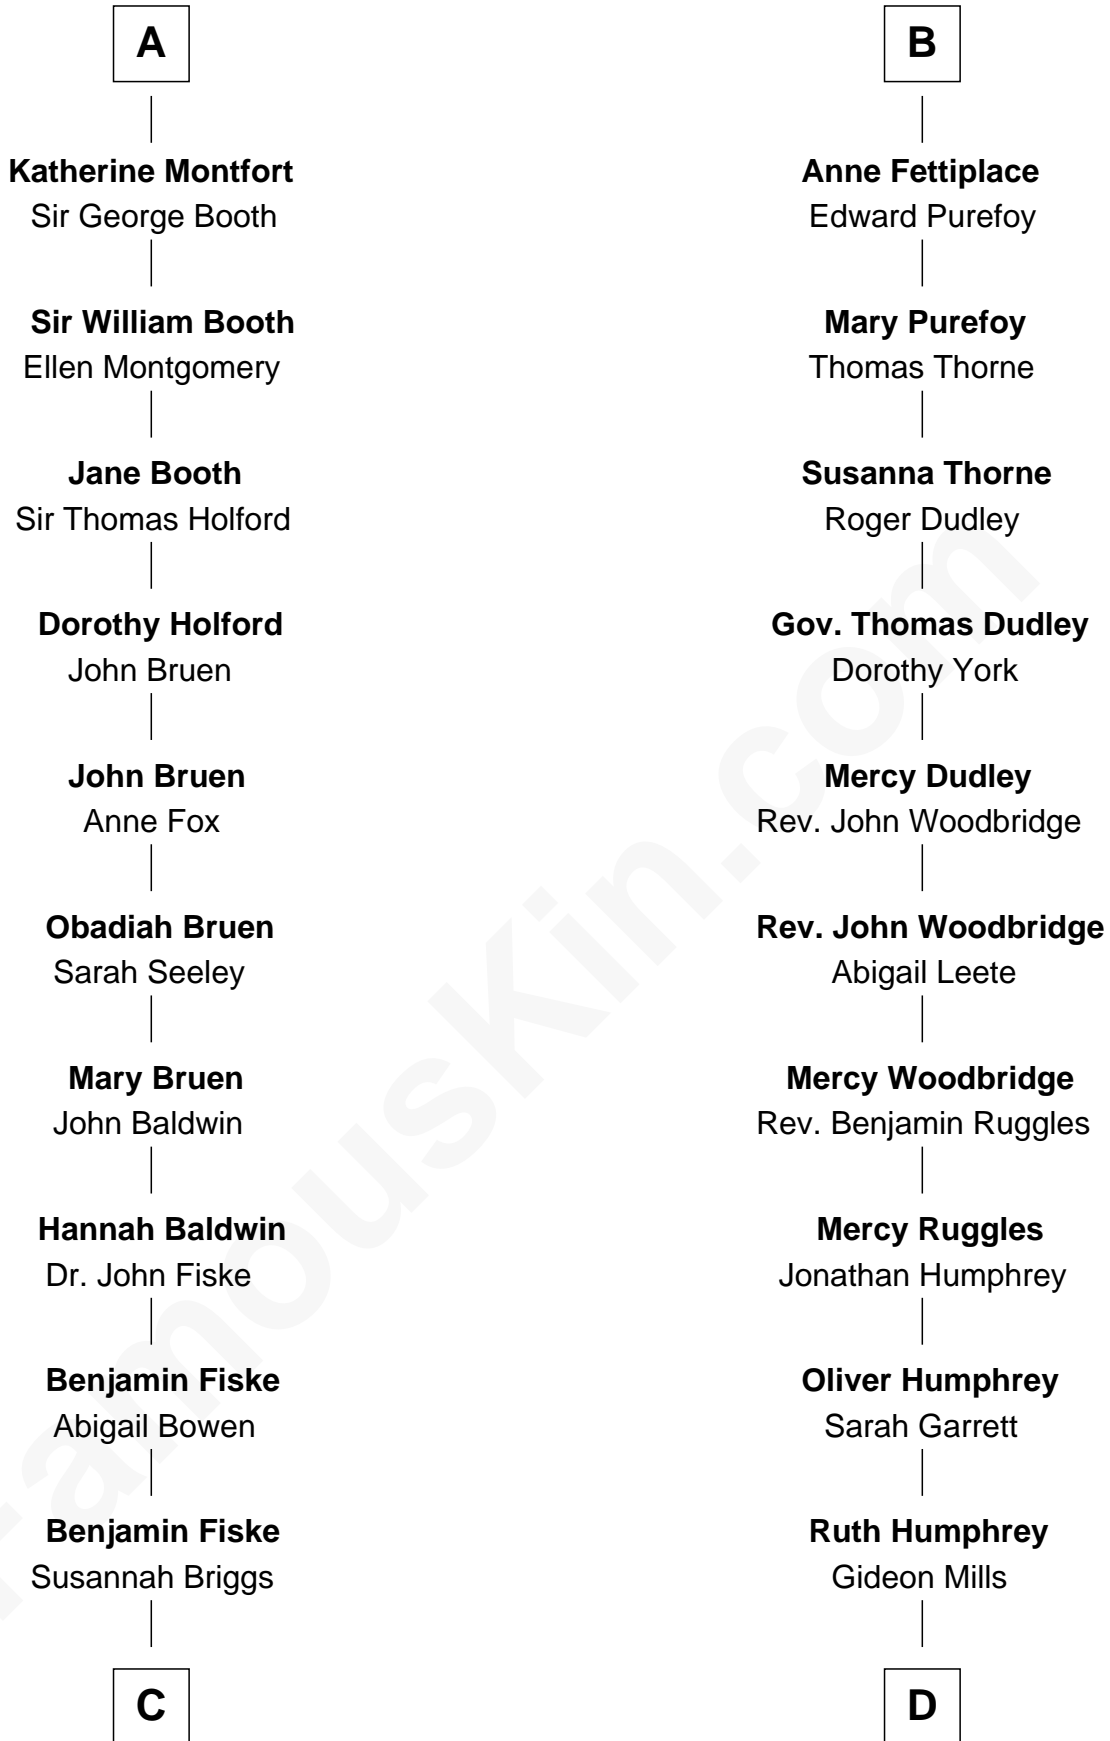 A
Katherine Montfort
Sir George Booth
Sir William Booth
Ellen Montgomery
Jane Booth
Sir Thomas Holford
Dorothy Holford
John Bruen
John Bruen
Anne Fox
Obadiah Bruen
Sarah Seeley
Mary Bruen
John Baldwin
Hannah Baldwin
Dr. John Fiske
Benjamin Fiske
Abigail Bowen
Benjamin Fiske
Susannah Briggs
C
B
Anne Fettiplace
Edward Purefoy
Mary Purefoy
Thomas Thorne
Susanna Thorne
Roger Dudley
Gov. Thomas Dudley
Dorothy York
Mercy Dudley
Rev. John Woodbridge
Rev. John Woodbridge
Abigail Leete
Mercy Woodbridge
Rev. Benjamin Ruggles
Mercy Ruggles
Jonathan Humphrey
Oliver Humphrey
Sarah Garrett
Ruth Humphrey
Gideon Mills
D
FamousKin.com